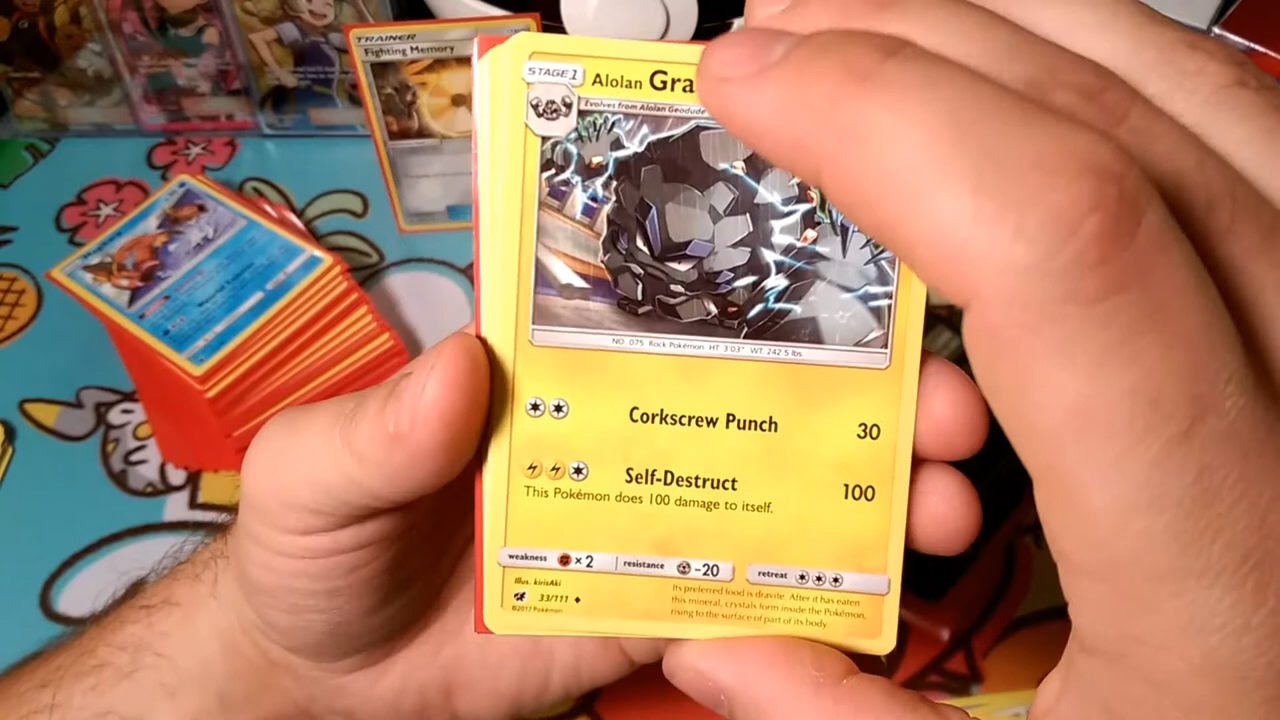 TRAINER
Fighting Memory
STAGE 1
Alolan Gra
Evolves from Alolan Geodude
NO. 075 Rock Pokémon HT 3'03" WT. 242.5 lbs.
Corkscrew Punch 30
Self-Destruct 100
This Pokémon does 100 damage to itself.
weakness ×2 resistance -20 retreat
Illus. kirisAki
33/111
©2017 Pokémon
Its preferred food is dravite. After it has eaten
this mineral, crystals form inside the Pokémon,
rising to the surface of part of its body.